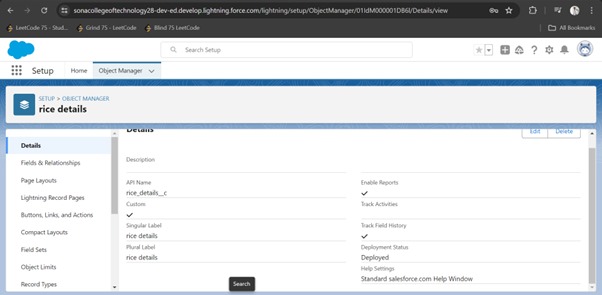 sonacollegeoftechnology28-dev-ed.develop.lightning.force.com/lightning/setup/ObjectManager/01IdM000001D86l/Details/view
LeetCode 75 - Stud...
Grind 75 - LeetCode
Blind 75 LeetCode
All Bookmarks
Search Setup
Setup
Object Manager
SETUP > OBJECT MANAGER
rice details
Details
Fields & Relationships
Page Layouts
Lightning Record Pages
Buttons, Links, and Actions
Compact Layouts
Field Sets
Object Limits
Record Types
Details
Edit
Delete
Description
API Name
rice_details__c
Custom
Singular Label
rice details
Plural Label
rice details
Enable Reports
Track Activities
Track Field History
Deployment Status
Deployed
Help Settings
Standard salesforce.com Help Window
Search